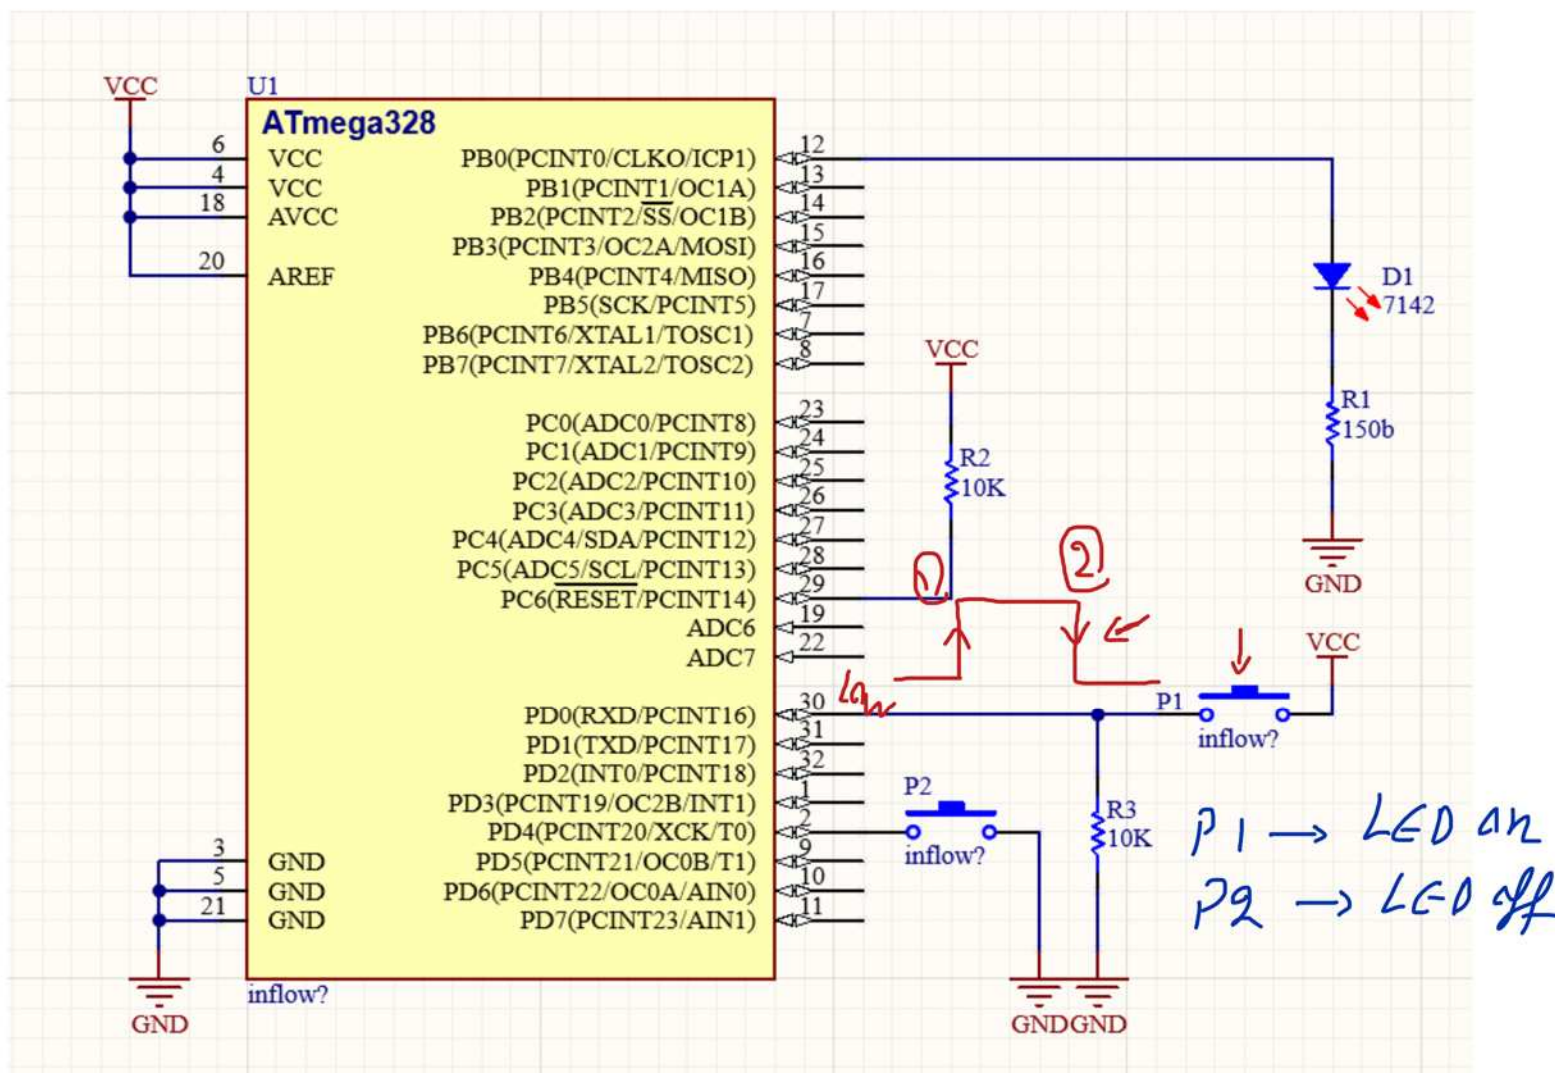 VCC
U1
ATmega328
6 VCC
4 VCC
18 AVCC
20 AREF
PB0(PCINT0/CLKO/ICP1) 12
PB1(PCINT1/OC1A) 13
PB2(PCINT2/SS/OC1B) 14
PB3(PCINT3/OC2A/MOSI) 15
PB4(PCINT4/MISO) 16
PB5(SCK/PCINT5) 17
PB6(PCINT6/XTAL1/TOSC1) 7
PB7(PCINT7/XTAL2/TOSC2) 8
PC0(ADC0/PCINT8) 23
PC1(ADC1/PCINT9) 24
PC2(ADC2/PCINT10) 25
PC3(ADC3/PCINT11) 26
PC4(ADC4/SDA/PCINT12) 27
PC5(ADC5/SCL/PCINT13) 28
PC6(RESET/PCINT14) 29
ADC6 19
ADC7 22
PD0(RXD/PCINT16) 30
PD1(TXD/PCINT17) 31
PD2(INT0/PCINT18) 32
PD3(PCINT19/OC2B/INT1) 1
PD4(PCINT20/XCK/T0) 2
PD5(PCINT21/OC0B/T1) 9
PD6(PCINT22/OC0A/AIN0) 10
PD7(PCINT23/AIN1) 11
3 GND
5 GND
21 GND
inflow?
GND
D1
7142
R1
150b
GND
VCC
R2
10K
1
2
Low
VCC
P1
inflow?
P2
inflow?
R3
10K
GND
GND
P1 → LED on
P2 → LED off